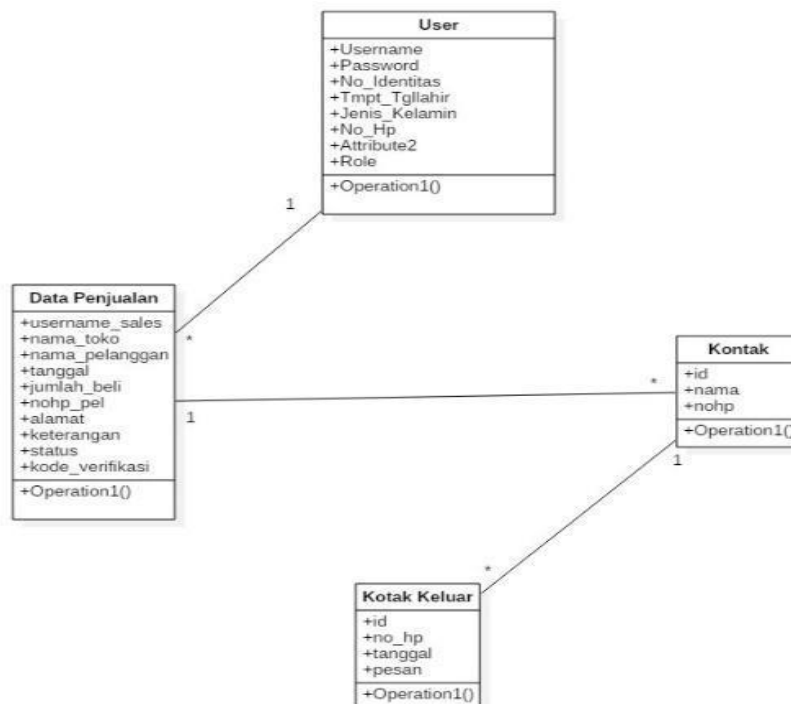 User
+Username
+Password
+No_Identitas
+Tmpt_Tgllahir
+Jenis_Kelamin
+No_Hp
+Attribute2
+Role
+Operation1()
1
*
Data Penjualan
+username_sales
+nama_toko
+nama_pelanggan
+tanggal
+jumlah_beli
+nohp_pel
+alamat
+keterangan
+status
+kode_verifikasi
+Operation1()
1
*
Kontak
+id
+nama
+nohp
+Operation1()
1
*
Kotak Keluar
+id
+no_hp
+tanggal
+pesan
+Operation1()